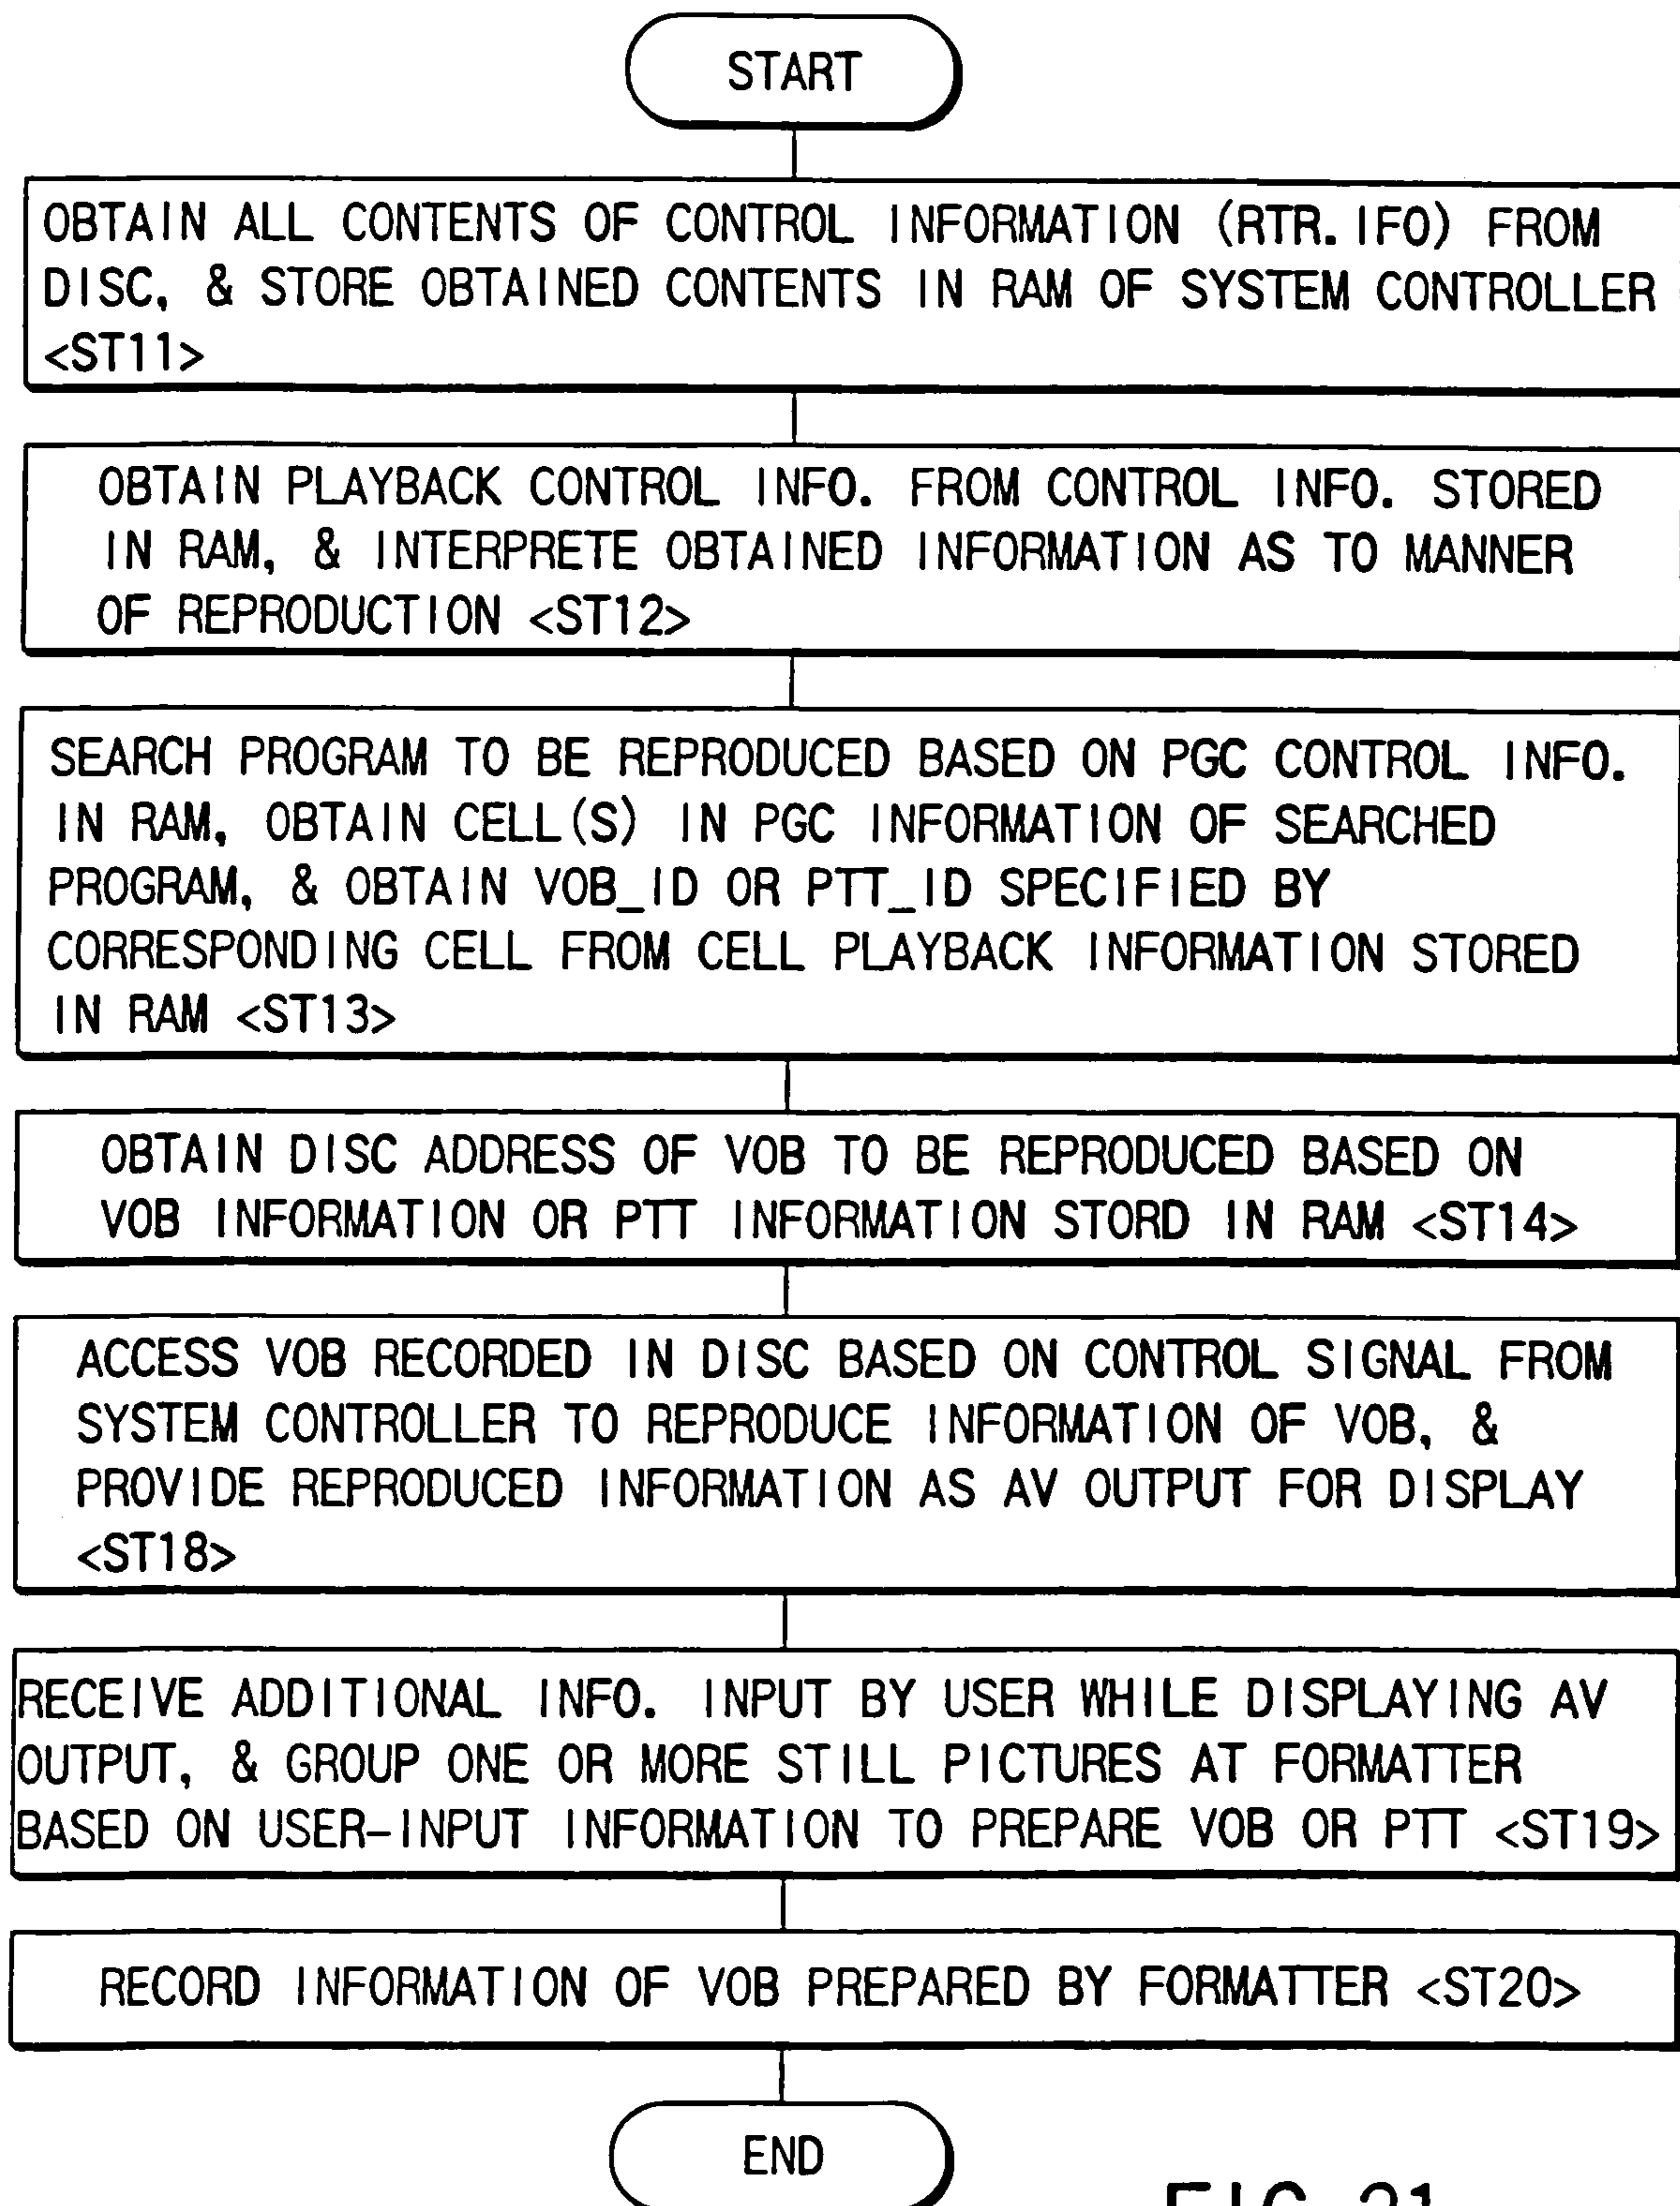 START
OBTAIN ALL CONTENTS OF CONTROL INFORMATION (RTR.IFO) FROM
DISC, & STORE OBTAINED CONTENTS IN RAM OF SYSTEM CONTROLLER
<ST11>
OBTAIN PLAYBACK CONTROL INFO. FROM CONTROL INFO. STORED
IN RAM, & INTERPRETE OBTAINED INFORMATION AS TO MANNER
OF REPRODUCTION <ST12>
SEARCH PROGRAM TO BE REPRODUCED BASED ON PGC CONTROL INFO.
IN RAM, OBTAIN CELL(S) IN PGC INFORMATION OF SEARCHED
PROGRAM, & OBTAIN VOB_ID OR PTT_ID SPECIFIED BY
CORRESPONDING CELL FROM CELL PLAYBACK INFORMATION STORED
IN RAM <ST13>
OBTAIN DISC ADDRESS OF VOB TO BE REPRODUCED BASED ON
VOB INFORMATION OR PTT INFORMATION STORD IN RAM <ST14>
ACCESS VOB RECORDED IN DISC BASED ON CONTROL SIGNAL FROM
SYSTEM CONTROLLER TO REPRODUCE INFORMATION OF VOB, &
PROVIDE REPRODUCED INFORMATION AS AV OUTPUT FOR DISPLAY
<ST18>
RECEIVE ADDITIONAL INFO. INPUT BY USER WHILE DISPLAYING AV
OUTPUT, & GROUP ONE OR MORE STILL PICTURES AT FORMATTER
BASED ON USER-INPUT INFORMATION TO PREPARE VOB OR PTT <ST19>
RECORD INFORMATION OF VOB PREPARED BY FORMATTER <ST20>
END
FIG. 21